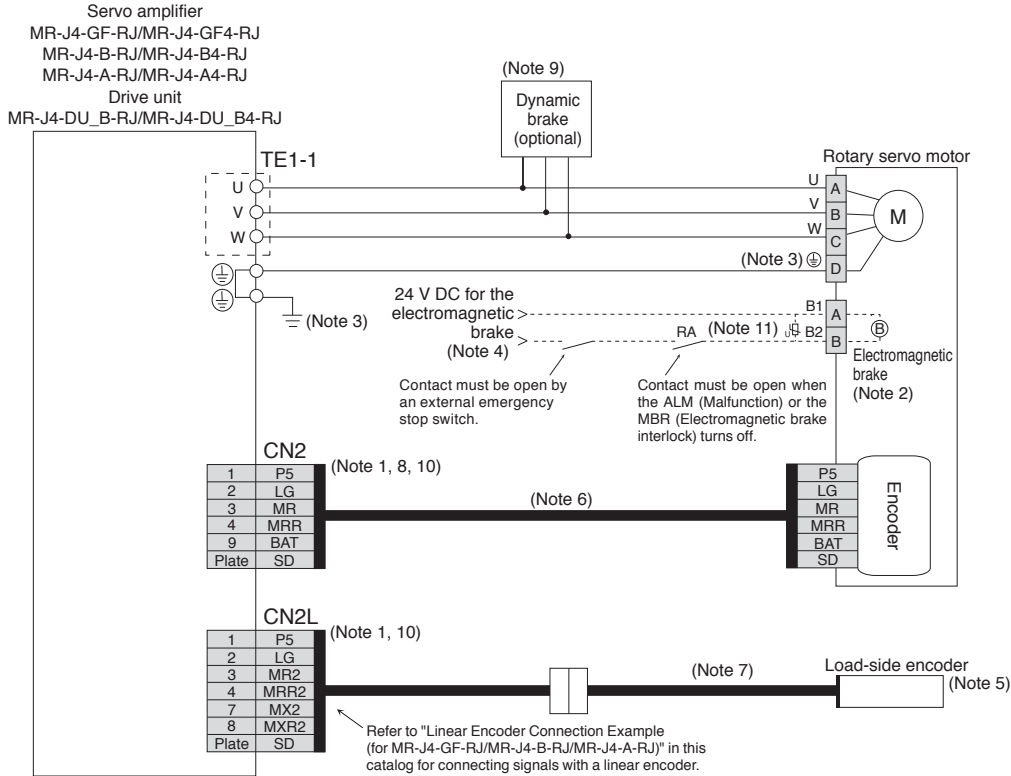 Servo amplifier
MR-J4-GF-RJ/MR-J4-GF4-RJ
MR-J4-B-RJ/MR-J4-B4-RJ
MR-J4-A-RJ/MR-J4-A4-RJ
Drive unit
MR-J4-DU_B-RJ/MR-J4-DU_B4-RJ
(Note 9)
Dynamic
brake
(optional)
TE1-1
U
V
W
Rotary servo motor
U
A
V
B
W
C
(Note 3)
D
M
(Note 3)
24 V DC for the
electromagnetic
brake
(Note 4)
RA
(Note 11)
U
B1
A
B2
B
B
Electromagnetic
brake
(Note 2)
Contact must be open by
an external emergency
stop switch.
Contact must be open when
the ALM (Malfunction) or the
MBR (Electromagnetic brake
interlock) turns off.
CN2
(Note 1, 8, 10)
1 P5
2 LG
3 MR
4 MRR
9 BAT
Plate SD
(Note 6)
P5
LG
MR
MRR
BAT
SD
Encoder
CN2L
(Note 1, 10)
1 P5
2 LG
3 MR2
4 MRR2
7 MX2
8 MXR2
Plate SD
(Note 7)
Load-side encoder
(Note 5)
Refer to "Linear Encoder Connection Example
(for MR-J4-GF-RJ/MR-J4-B-RJ/MR-J4-A-RJ)" in this
catalog for connecting signals with a linear encoder.